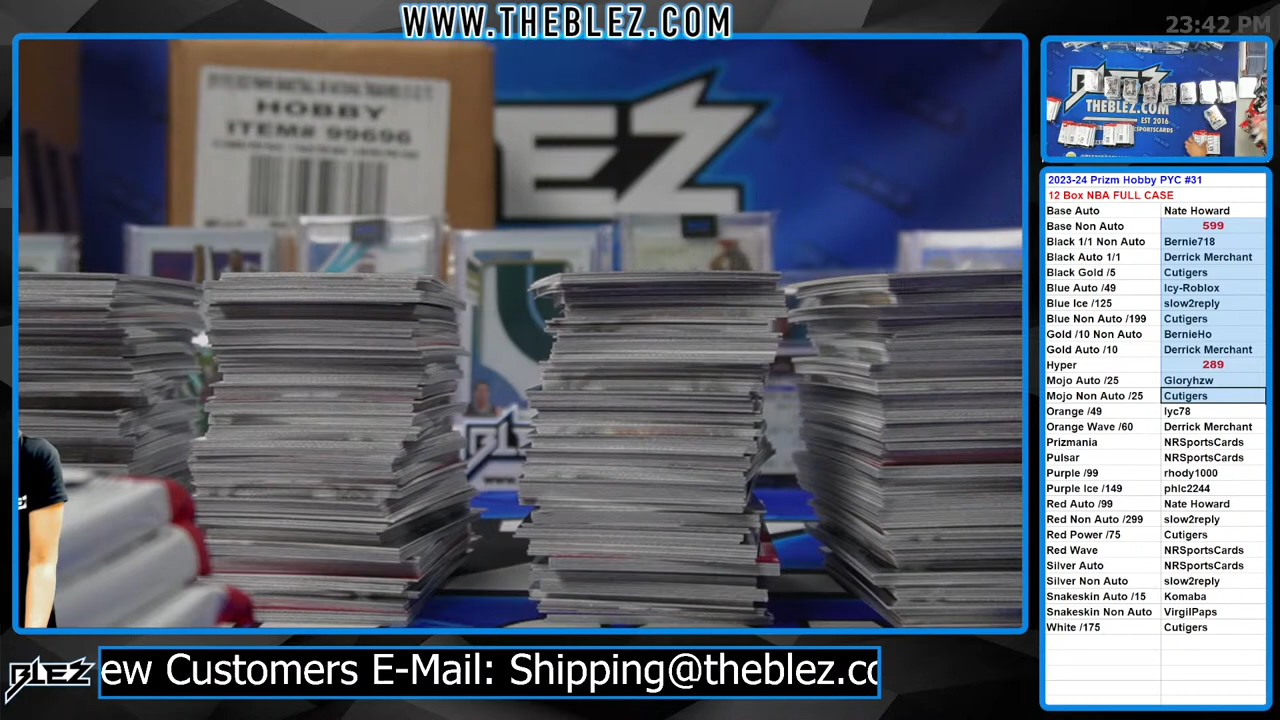 WWW.THEBLEZ.COM
23:42 PM
HOBBY
ITEM# 99696
EZ
BLEZ
THEBLEZ.COM
EST 2016
2023-24 Prizm Hobby PYC #31
12 Box NBA FULL CASE
Base Auto Nate Howard
Base Non Auto 599
Black 1/1 Non Auto Bernie718
Black Auto 1/1 Derrick Merchant
Black Gold /5 Cutigers
Blue Auto /49 Icy-Roblox
Blue Ice /125 slow2reply
Blue Non Auto /199 Cutigers
Gold /10 Non Auto BernieHo
Gold Auto /10 Derrick Merchant
Hyper 289
Mojo Auto /25 Gloryhzw
Mojo Non Auto /25 Cutigers
Orange /49 lyc78
Orange Wave /60 Derrick Merchant
Prizmania NRSportsCards
Pulsar NRSportsCards
Purple /99 rhody1000
Purple Ice /149 phlc2244
Red Auto /99 Nate Howard
Red Non Auto /299 slow2reply
Red Power /75 Cutigers
Red Wave NRSportsCards
Silver Auto NRSportsCards
Silver Non Auto slow2reply
Snakeskin Auto /15 Komaba
Snakeskin Non Auto VirgilPaps
White /175 Cutigers
BLEZ
ew Customers E-Mail: Shipping@theblez.co